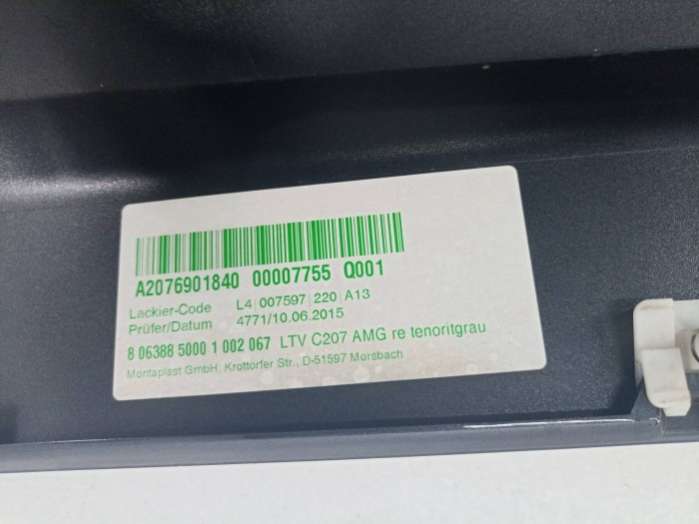 A2076901840 00007755 Q001
Lackier-Code L4|007597|220|A13
Prüfer/Datum 4771/10.06.2015
8 06388 5000 1 002 067 LTV C207 AMG re tenoritgrau
Montaplast GmbH, Krottorfer Str., D-51597 Morsbach